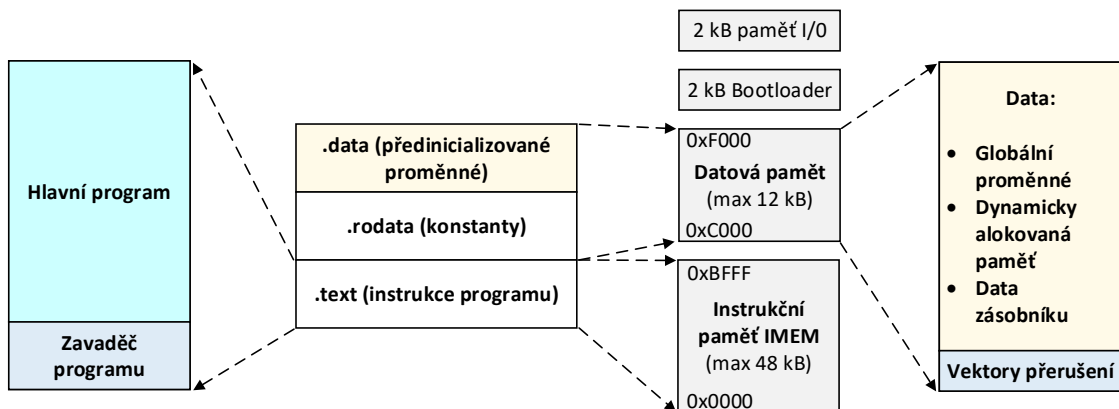 Hlavní program
Zavaděč
programu
.data (předinicializované
proměnné)
.rodata (konstanty)
.text (instrukce programu)
2 kB paměť I/0
2 kB Bootloader
0xF000
Datová pamět
(max 12 kB)
0xC000
0xBFFF
Instrukční
paměť IMEM
(max 48 kB)
0x0000
Data:
• Globální
proměnné
• Dynamicky
alokovaná
paměť
• Data
zásobníku
Vektory přerušení